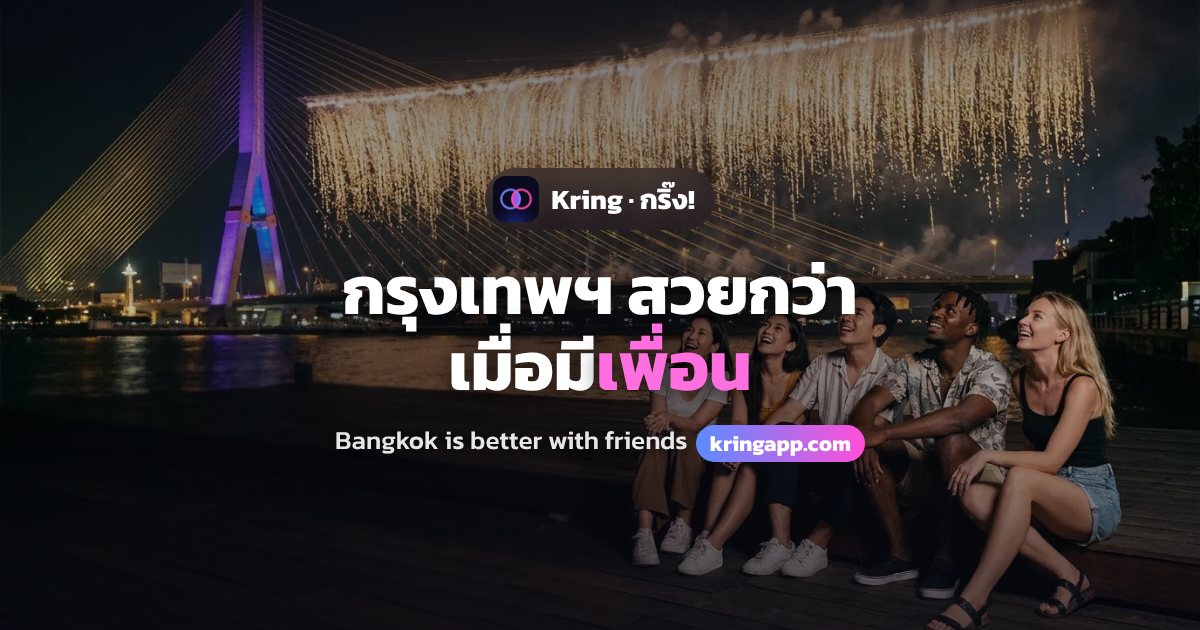 Kring · กริ๊ง!
กรุงเทพฯ สวยกว่า
เมื่อมีเพื่อน
Bangkok is better with friends kringapp.com